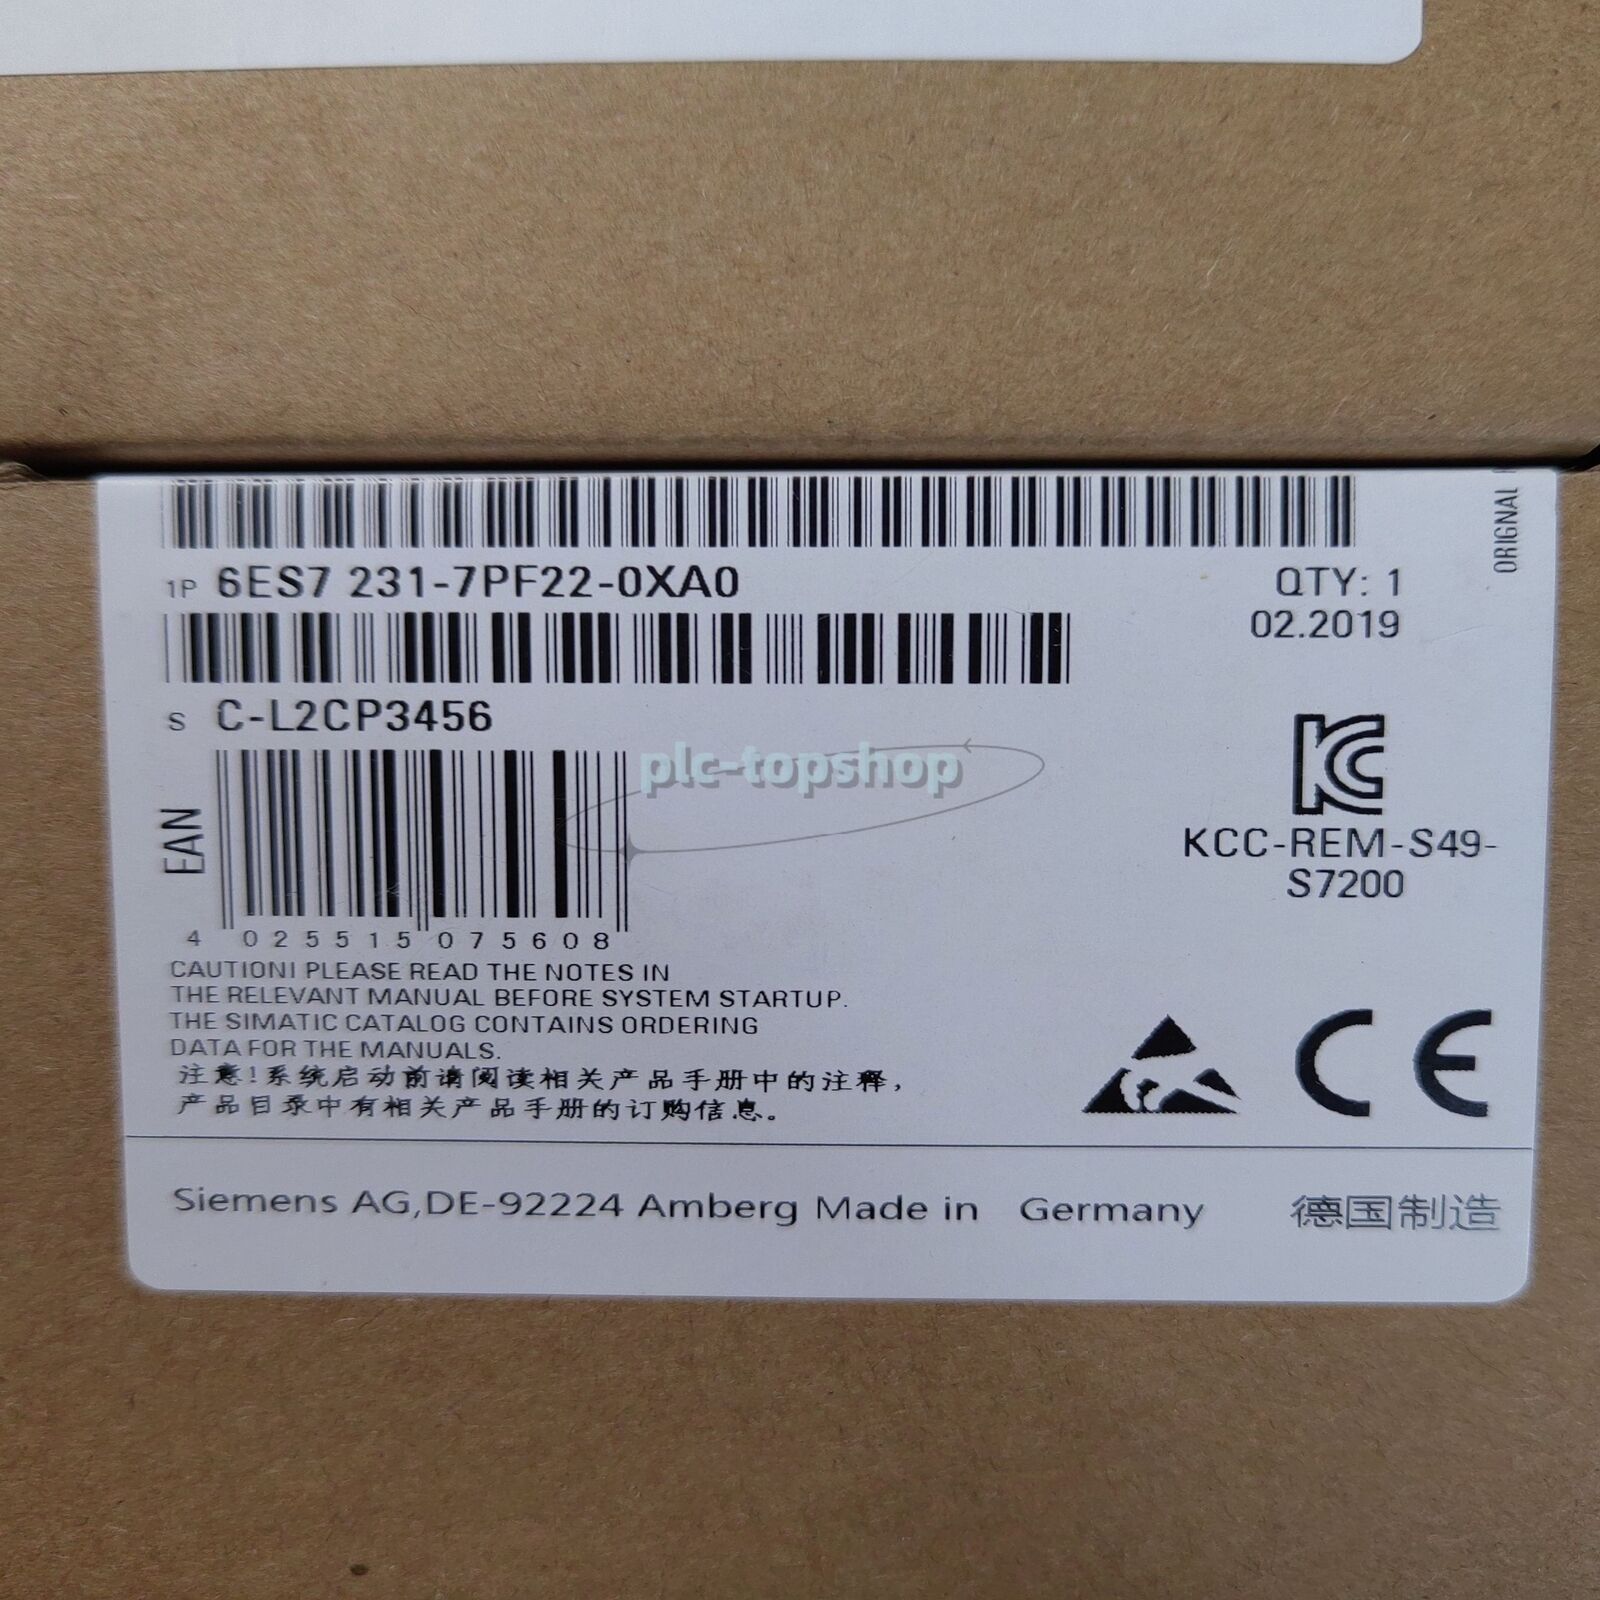 ORIGNAL
1P 6ES7 231-7PF22-0XA0
QTY: 1
02.2019
S C-L2CP3456
plc-topshop
EAN
4 025515 075608
KCC-REM-S49-
S7200
CAUTION! PLEASE READ THE NOTES IN
THE RELEVANT MANUAL BEFORE SYSTEM STARTUP.
THE SIMATIC CATALOG CONTAINS ORDERING
DATA FOR THE MANUALS.
注意!系统启动前请阅读相关产品手册中的注释,
产品目录中有相关产品手册的订购信息。
CE
Siemens AG,DE-92224 Amberg Made in Germany 德国制造